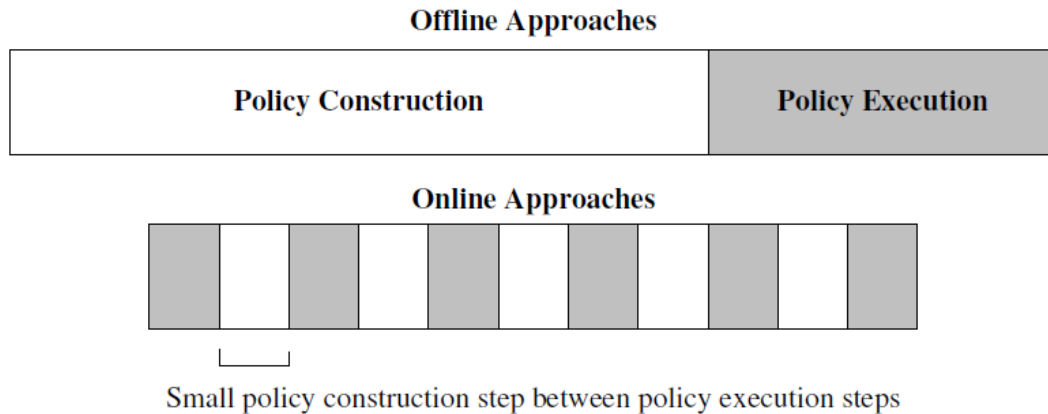 Offline Approaches
Policy Construction
Policy Execution
Online Approaches
Small policy construction step between policy execution steps